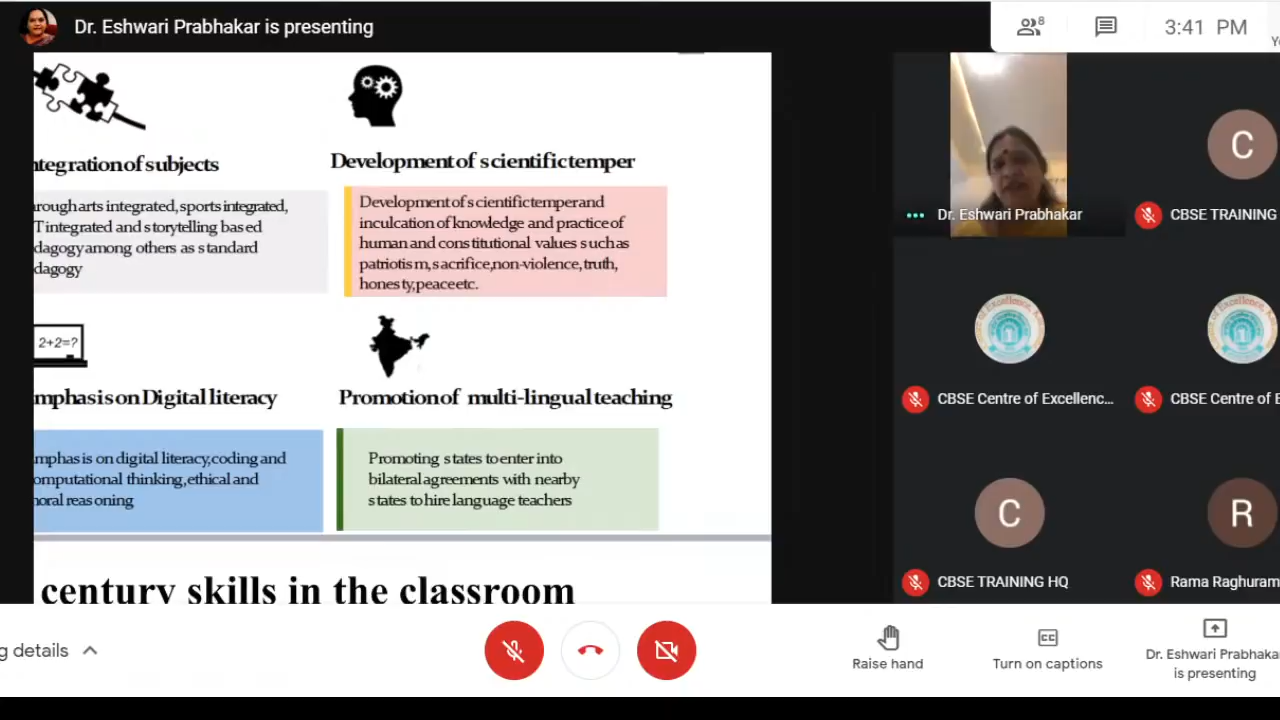 Dr. Eshwari Prabhakar is presenting
8
3:41 PM
ntegration of subjects
Development of scientific temper
rough arts integrated, sports integrated,
T integrated and storytelling based
dagogy among others as standard
dagogy
Development of scientific temper and
inculcation of knowledge and practice of
human and constitutional values such as
patriotism, sacrifice, non-violence, truth,
honesty, peace etc.
2+2=?
mphasis on Digital literacy
Promotion of multi-lingual teaching
mphasis on digital literacy, coding and
omputational thinking, ethical and
moral reasoning
Promoting states to enter into
bilateral agreements with nearby
states to hire language teachers
century skills in the classroom
Dr. Eshwari Prabhakar
C
CBSE TRAINING
CBSE Centre of Excellenc...
CBSE Centre of E
C
CBSE TRAINING HQ
R
Rama Raghuram
g details
Raise hand
Turn on captions
Dr. Eshwari Prabhaka
is presenting